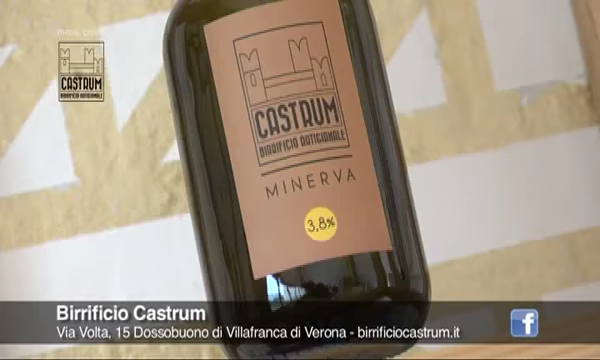 CASTRUM
BIRRIFICIO ARTIGIANALE
CASTRUM
BIRRIFICIO ARTIGIANALE
MINERVA
3,8%
Birrificio Castrum
Via Volta, 15 Dossobuono di Villafranca di Verona - birrificiocastrum.it
f